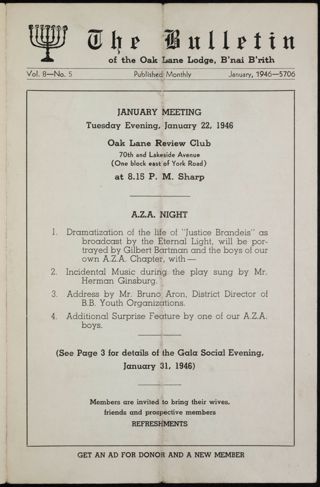 The Bulletin
of the Oak Lane Lodge, B'nai B'rith
Vol. 8—No. 5 Published Monthly January, 1946—5706
JANUARY MEETING
Tuesday Evening, January 22, 1946
Oak Lane Review Club
70th and Lakeside Avenue
(One block east of York Road)
at 8.15 P. M. Sharp
A.Z.A. NIGHT
1. Dramatization of the life of "Justice Brandeis" as
broadcast by the Eternal Light, will be por-
trayed by Gilbert Bartman and the boys of our
own A.Z.A. Chapter, with—
2. Incidental Music during the play sung by Mr.
Herman Ginsburg.
3. Address by Mr. Bruno Aron, District Director of
B.B. Youth Organizations.
4. Additional Surprise Feature by one of our A.Z.A.
boys.
(See Page 3 for details of the Gala Social Evening,
January 31, 1946)
Members are invited to bring their wives,
friends and prospective members
REFRESHMENTS
GET AN AD FOR DONOR AND A NEW MEMBER